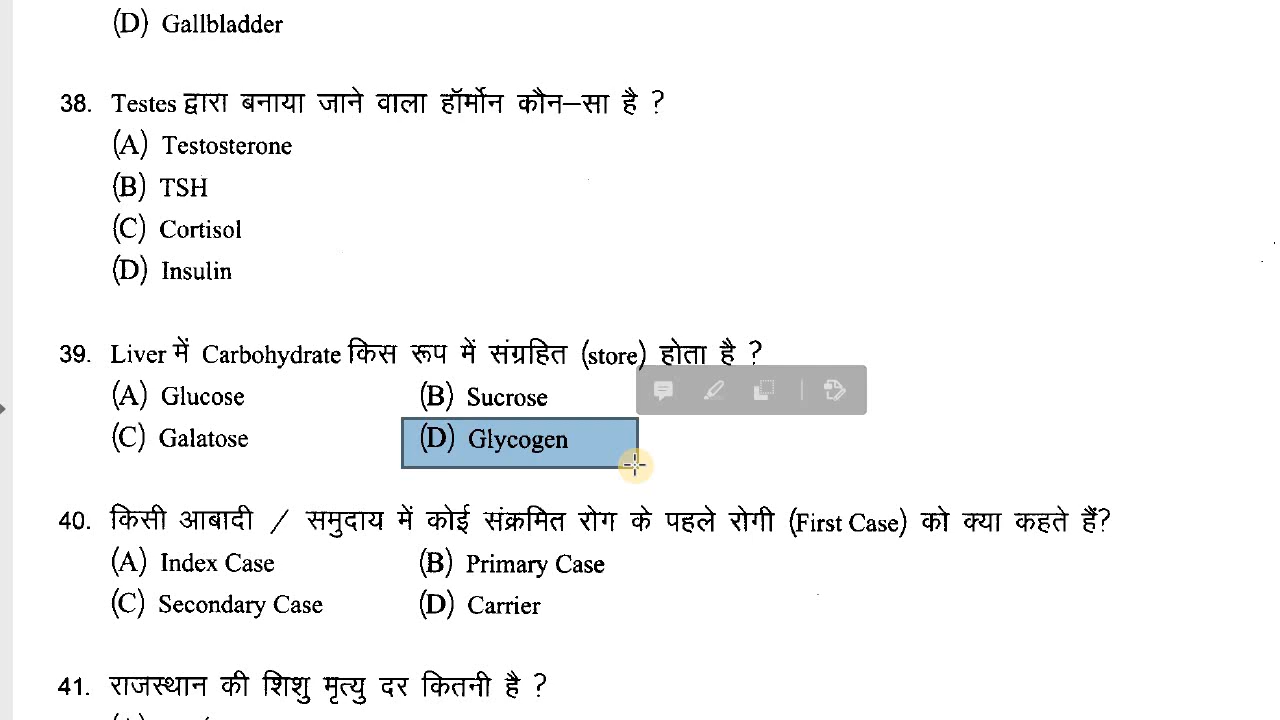 (D) Gallbladder
38. Testes द्वारा बनाया जाने वाला हॉर्मोन कौन–सा है ?
(A) Testosterone
(B) TSH
(C) Cortisol
(D) Insulin
39. Liver में Carbohydrate किस रूप में संग्रहित (store) होता है ?
(A) Glucose (B) Sucrose
(C) Galatose (D) Glycogen
40. किसी आबादी / समुदाय में कोई संक्रमित रोग के पहले रोगी (First Case) को क्या कहते हैं?
(A) Index Case (B) Primary Case
(C) Secondary Case (D) Carrier
41. राजस्थान की शिशु मृत्यु दर कितनी है ?